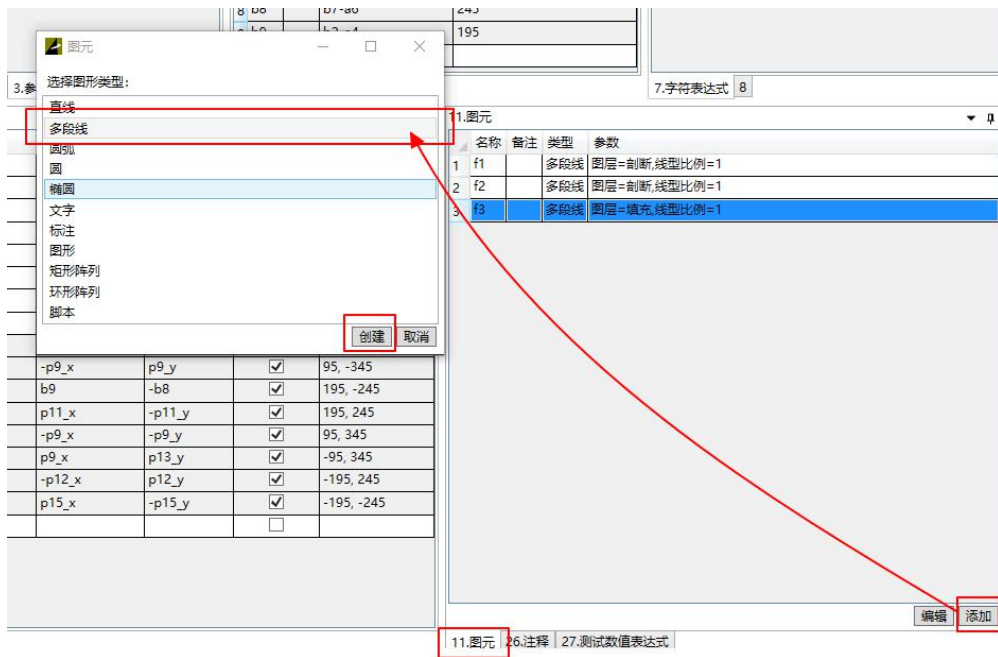 8 b8 b7-a6 245
195
图元
选择图形类型:
直线
多段线
圆弧
圆
椭圆
文字
标注
图形
矩形阵列
环形阵列
脚本
创建 取消
3.参
7.字符表达式 8
11.图元
名称 备注 类型 参数
1 f1 多段线 图层=剖断,线型比例=1
2 f2 多段线 图层=剖断,线型比例=1
3 f3 多段线 图层=填充,线型比例=1
-p9_x p9_y 95, -345
b9 -b8 195, -245
p11_x -p11_y 195, 245
-p9_x -p9_y 95, 345
p9_x p13_y -95, 345
-p12_x p12_y -195, 245
p15_x -p15_y -195, -245
编辑 添加
11.图元 26.注释 27.测试数值表达式